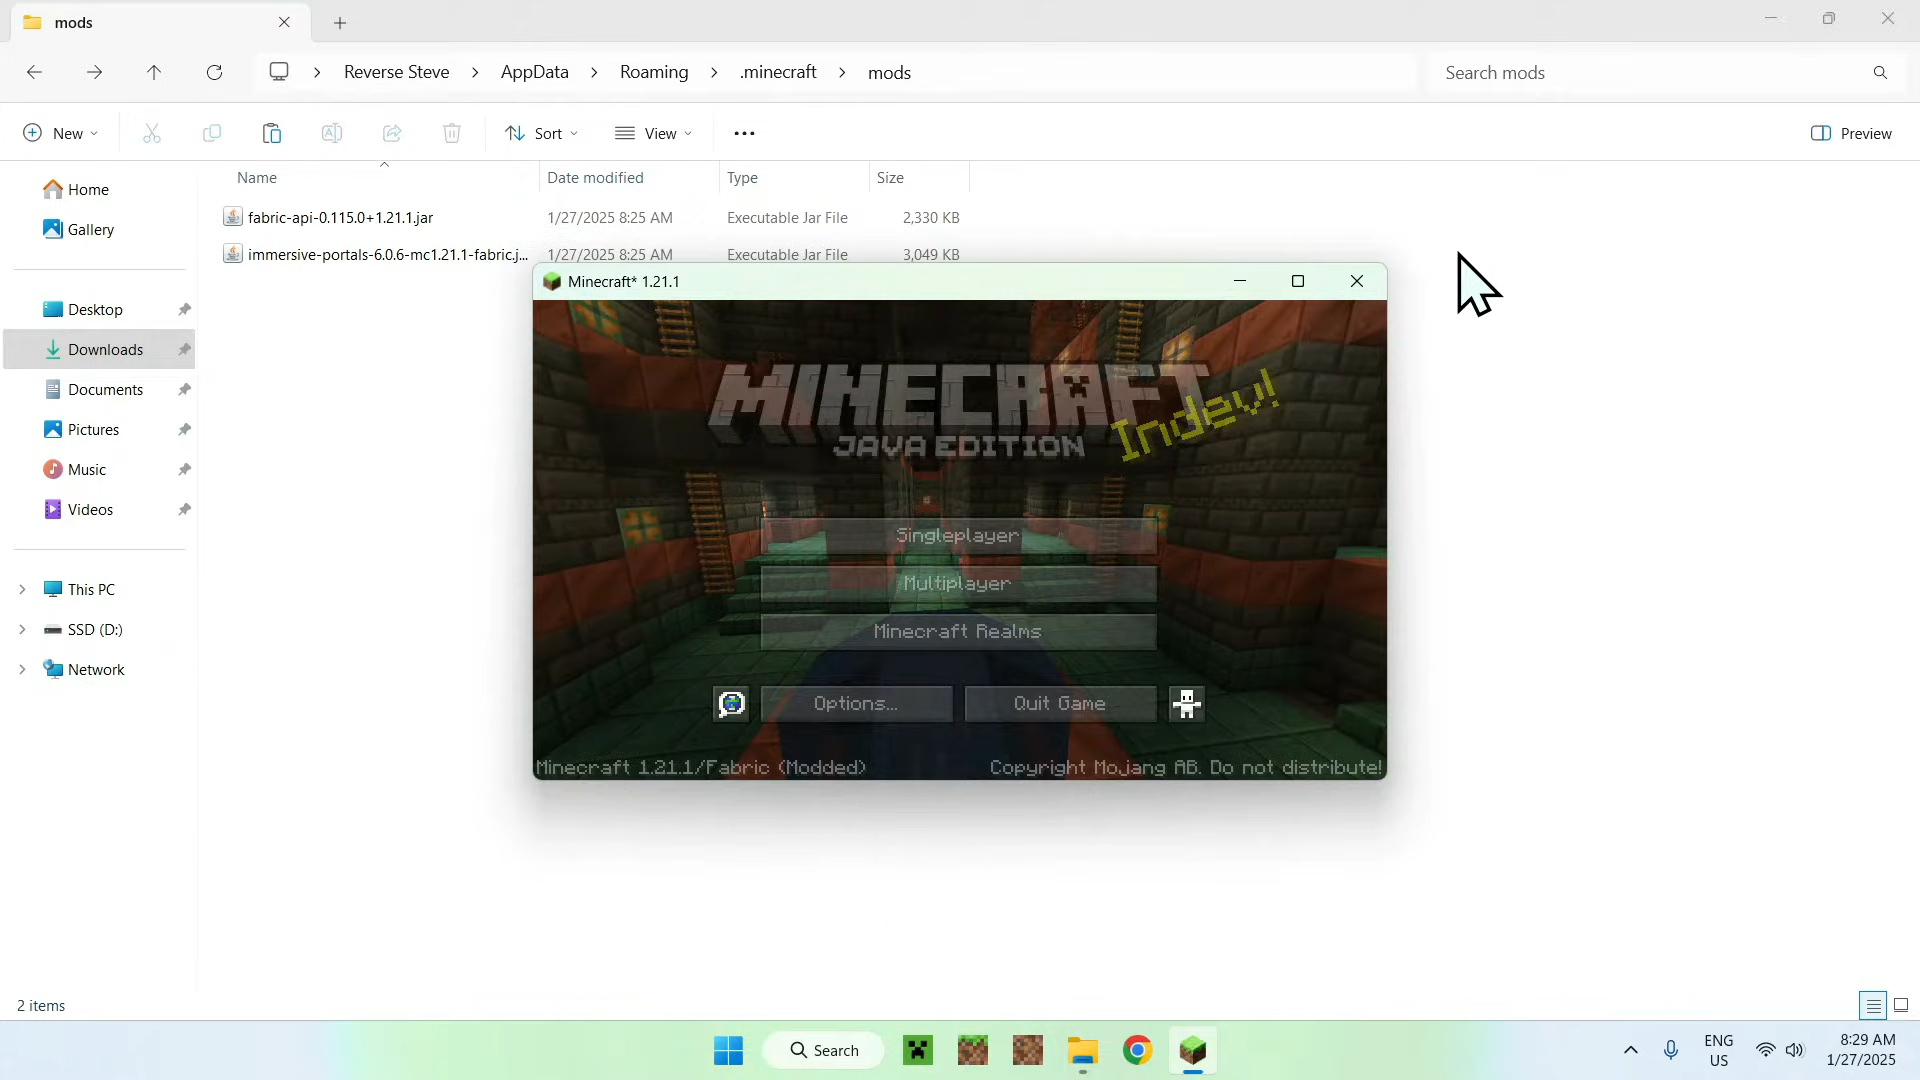 mods
Reverse Steve
AppData
Roaming
.minecraft
mods
Search mods
New
Sort
View
Preview
Name
Date modified
Type
Size
Home
Gallery
fabric-api-0.115.0+1.21.1.jar
1/27/2025 8:25 AM
Executable Jar File
2,330 KB
immersive-portals-6.0.6-mc1.21.1-fabric.j...
1/27/2025 8:25 AM
Executable Jar File
3,049 KB
Desktop
Downloads
Documents
Pictures
Music
Videos
This PC
SSD (D:)
Network
Minecraft* 1.21.1
MINECRAFT
JAVA EDITION
Indev!
Singleplayer
Multiplayer
Minecraft Realms
Options...
Quit Game
Minecraft 1.21.1/Fabric (Modded)
Copyright Mojang AB. Do not distribute!
2 items
Search
ENG
US
8:29 AM
1/27/2025